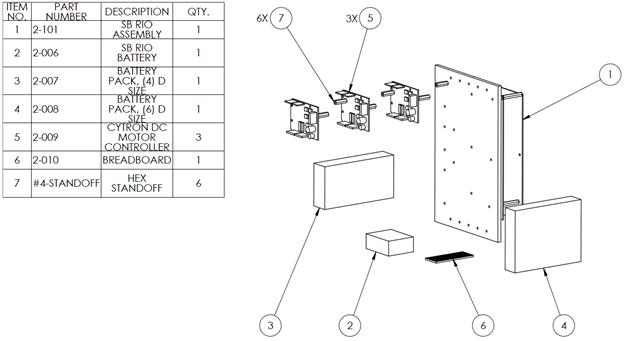 ITEM NO. PART NUMBER DESCRIPTION QTY.
1 2-101 SB RIO ASSEMBLY 1
2 2-006 SB RIO BATTERY 1
3 2-007 BATTERY PACK, (4) D SIZE 1
4 2-008 BATTERY PACK, (6) D SIZE 1
5 2-009 CYTRON DC MOTOR CONTROLLER 3
6 2-010 BREADBOARD 1
7 #4-STANDOFF HEX STANDOFF 6
6X 7
3X 5
1
3
2
6
4